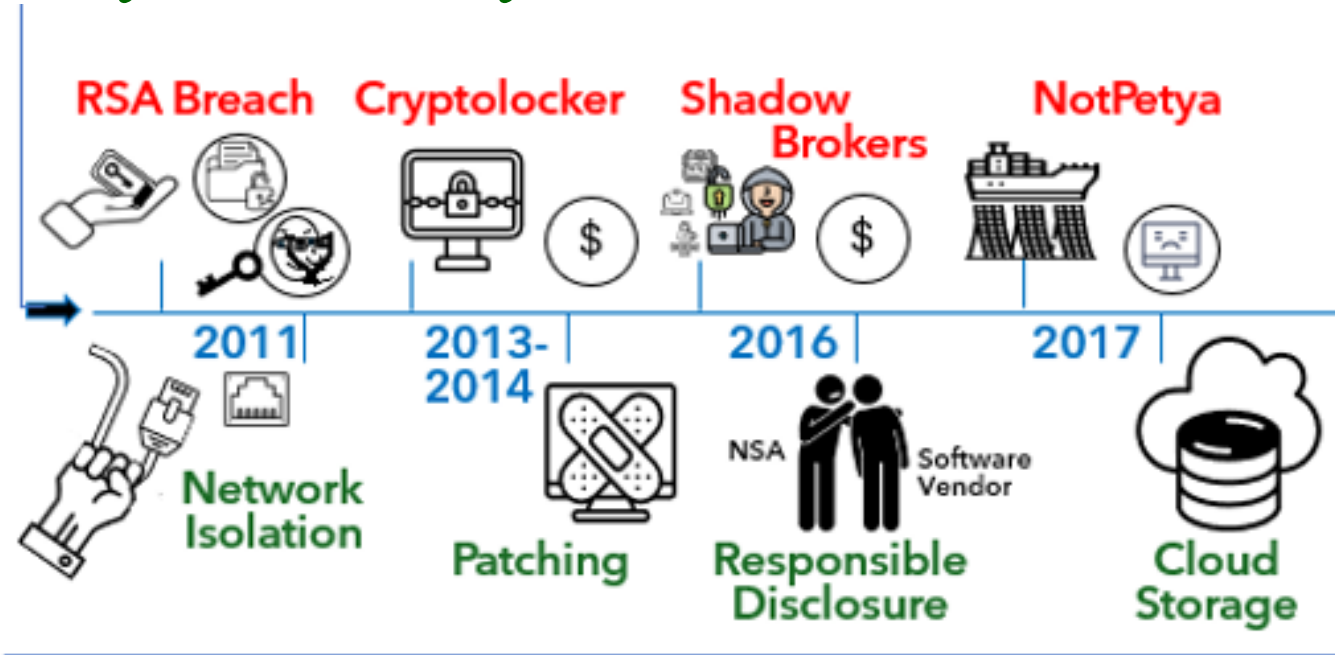 RSA Breach
Cryptolocker
Shadow
Brokers
NotPetya
$
$
2011
2013-
2014
2016
2017
Network
Isolation
Patching
NSA
Software
Vendor
Responsible
Disclosure
Cloud
Storage